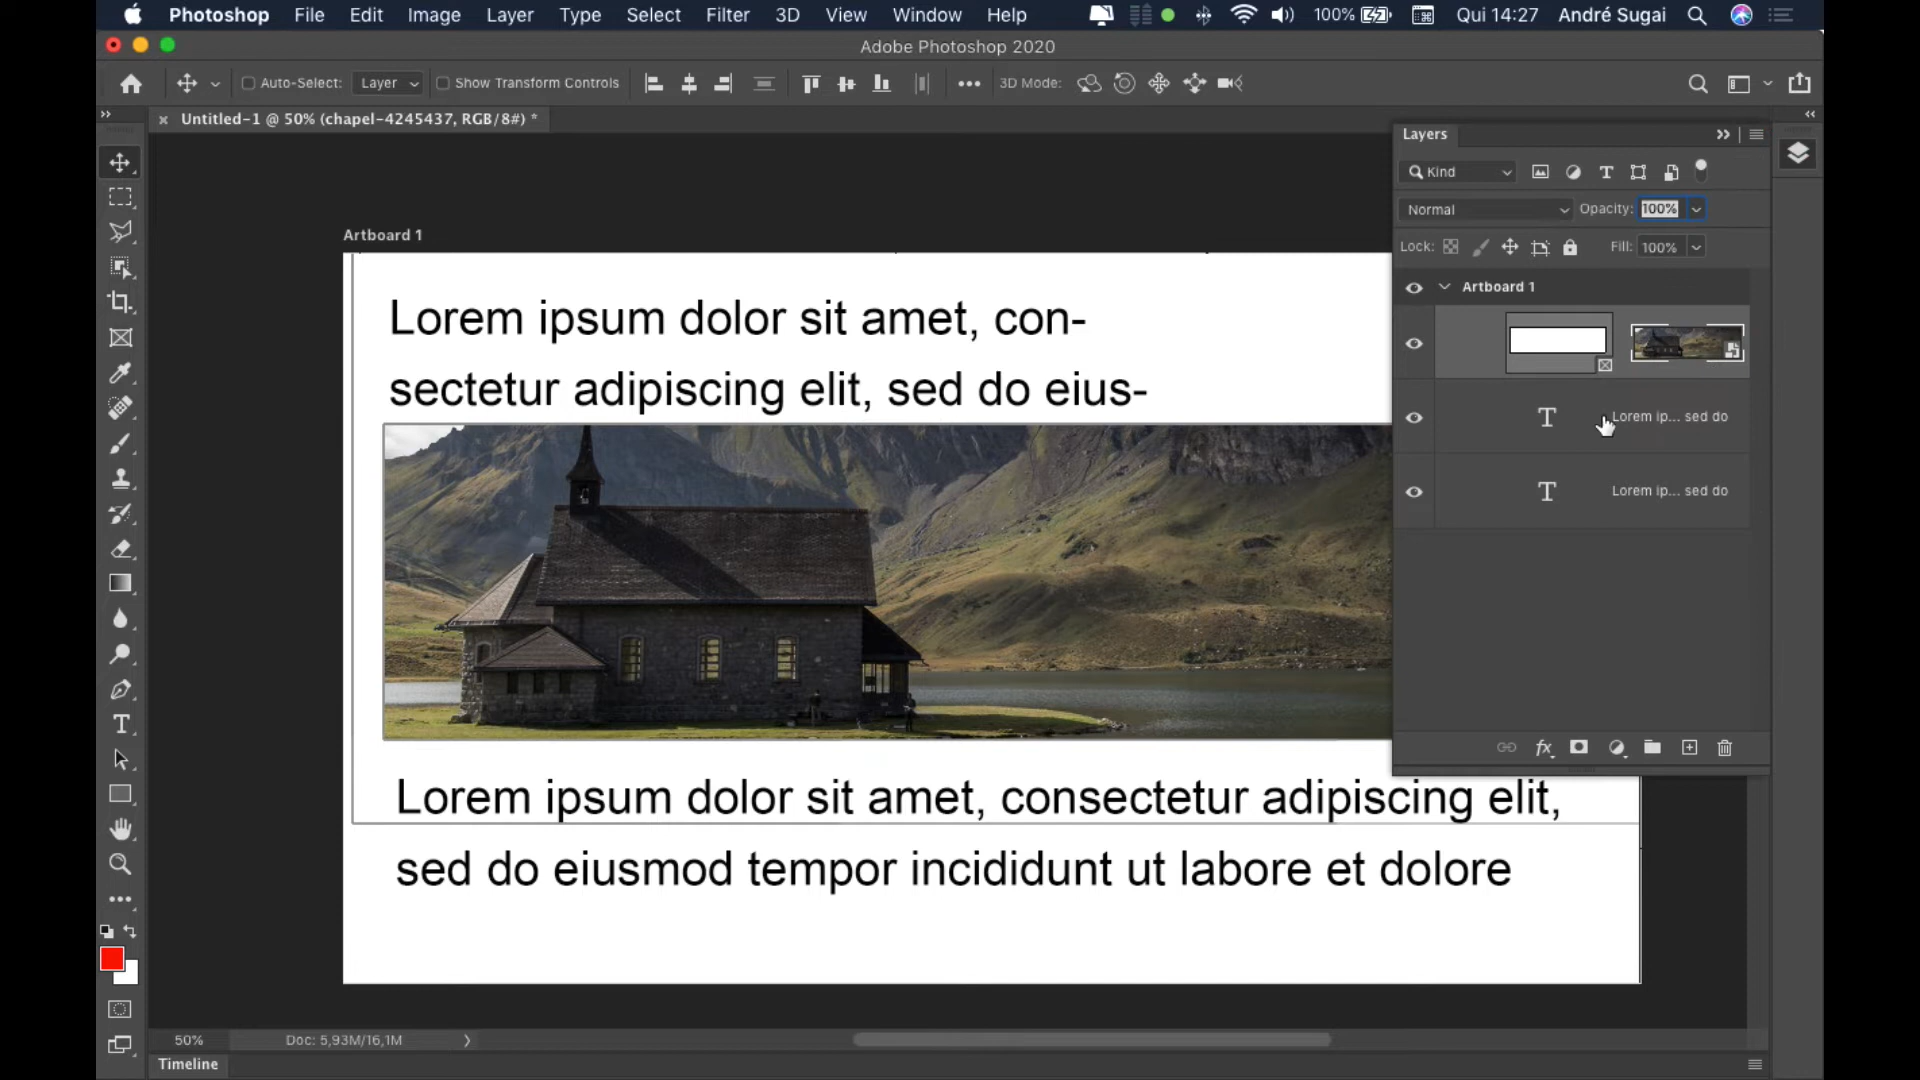 Photoshop File Edit Image Layer Type Select Filter 3D View Window Help 100% Qui 14:27 André Sugai
Adobe Photoshop 2020
Auto-Select: Layer Show Transform Controls 3D Mode:
Untitled-1 @ 50% (chapel-4245437, RGB/8#) *
Layers
Kind
Normal Opacity: 100%
Lock: Fill: 100%
Artboard 1
Lorem ip... sed do
Lorem ip... sed do
Artboard 1
Lorem ipsum dolor sit amet, con-
sectetur adipiscing elit, sed do eius-
Lorem ipsum dolor sit amet, consectetur adipiscing elit,
sed do eiusmod tempor incididunt ut labore et dolore
50% Doc: 5,93M/16,1M
Timeline